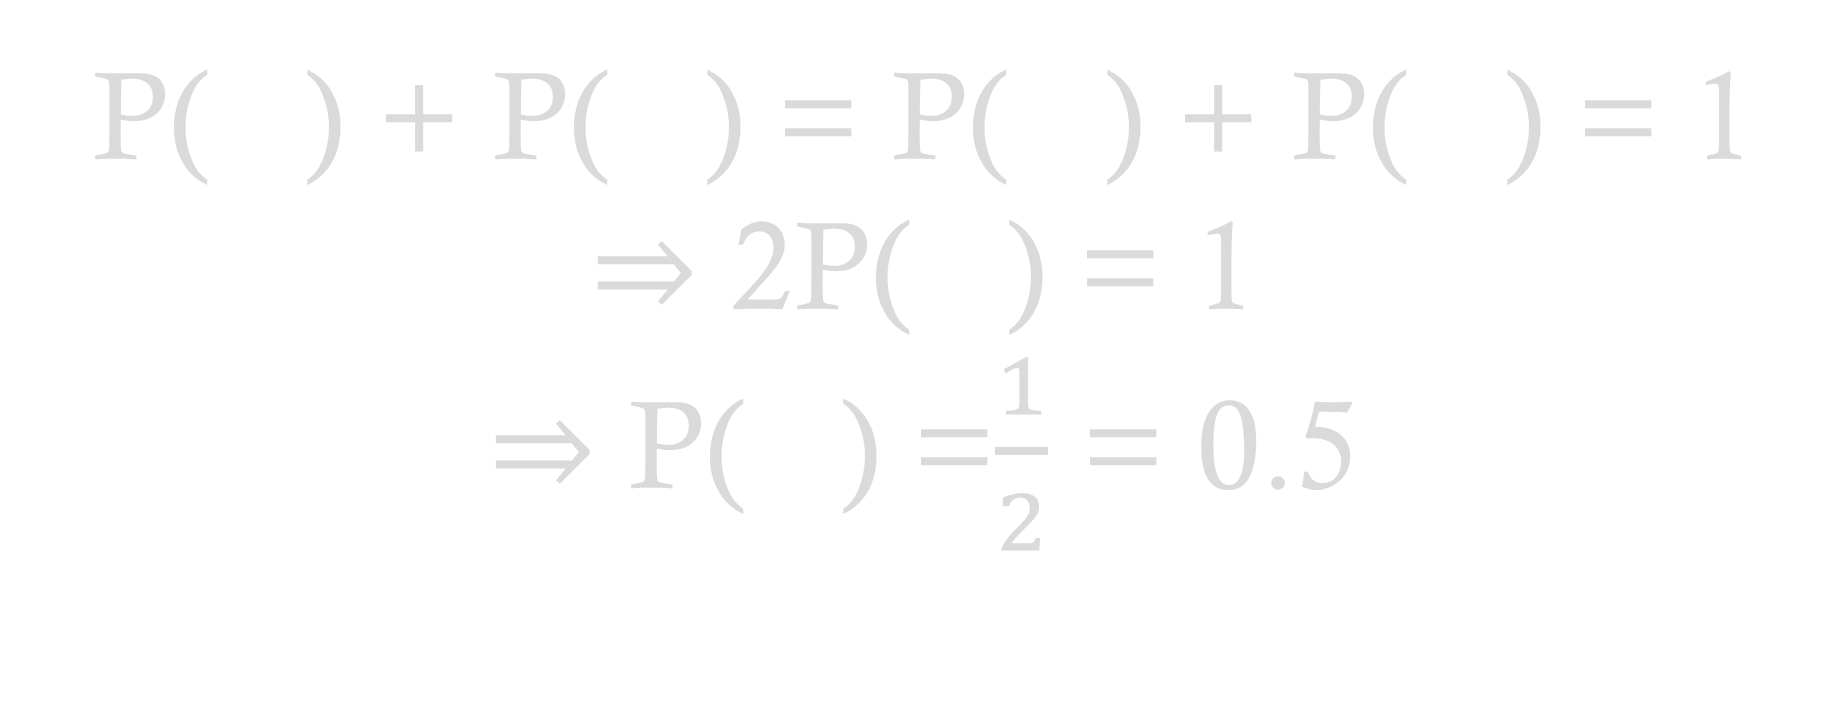 P( ) + P( ) = P( ) + P( ) = 1
⇒ 2P( ) = 1
⇒ P( ) = 1/2 = 0.5